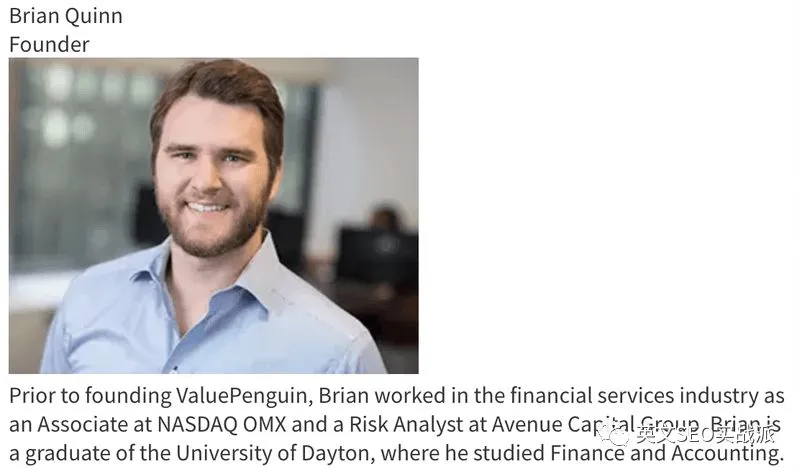 Brian Quinn
Founder
Prior to founding ValuePenguin, Brian worked in the financial services industry as
an Associate at NASDAQ OMX and a Risk Analyst at Avenue Capital Group. Brian is
a graduate of the University of Dayton, where he studied Finance and Accounting.
英文SEO实战派